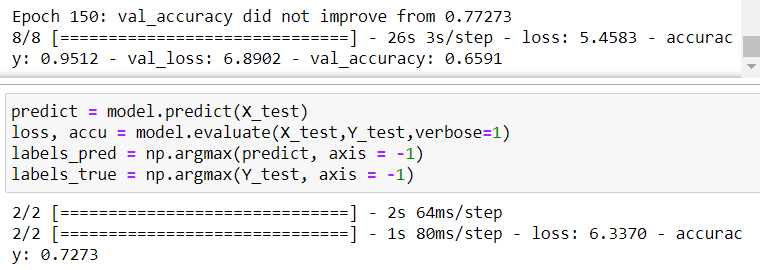 Epoch 150: val_accuracy did not improve from 0.77273
8/8 [==============================] - 26s 3s/step - loss: 5.4583 - accurac
y: 0.9512 - val_loss: 6.8902 - val_accuracy: 0.6591
predict = model.predict(X_test)
loss, accu = model.evaluate(X_test,Y_test,verbose=1)
labels_pred = np.argmax(predict, axis = -1)
labels_true = np.argmax(Y_test, axis = -1)
2/2 [==============================] - 2s 64ms/step
2/2 [==============================] - 1s 80ms/step - loss: 6.3370 - accurac
y: 0.7273